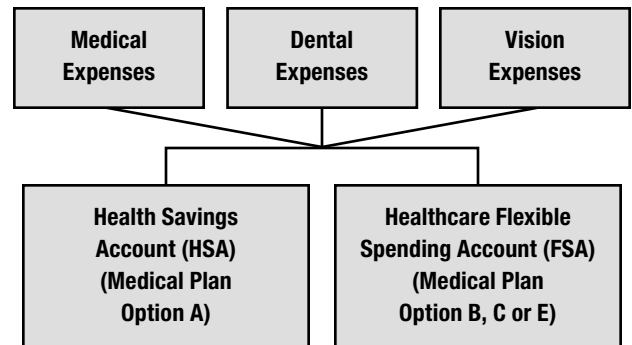 Medical
Expenses
Dental
Expenses
Vision
Expenses
Health Savings
Account (HSA)
(Medical Plan
Option A)
Healthcare Flexible
Spending Account (FSA)
(Medical Plan
Option B, C or E)